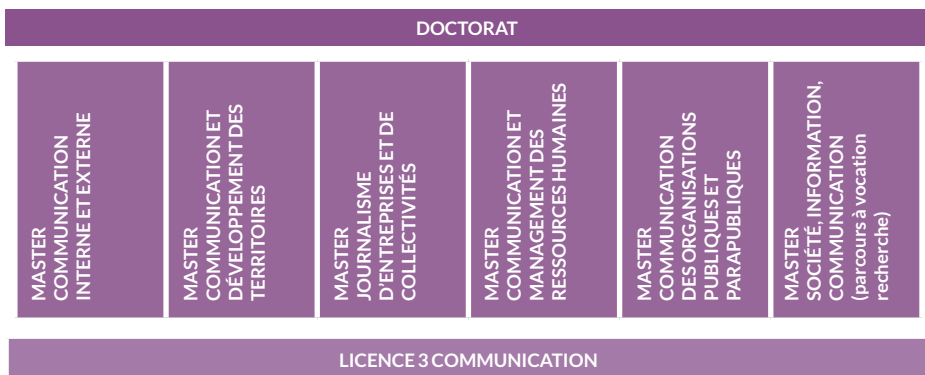 DOCTORAT
MASTER
COMMUNICATION
INTERNE ET EXTERNE
MASTER
COMMUNICATION ET
DÉVELOPPEMENT DES
TERRITOIRES
MASTER
JOURNALISME
D'ENTREPRISES ET DE
COLLECTIVITÉS
MASTER
COMMUNICATION ET
MANAGEMENT DES
RESSOURCES HUMAINES
MASTER
COMMUNICATION
DES ORGANISATIONS
PUBLIQUES ET
PARAPUBLIQUES
MASTER
SOCIÉTÉ, INFORMATION,
COMMUNICATION
(parcours à vocation
recherche)
LICENCE 3 COMMUNICATION